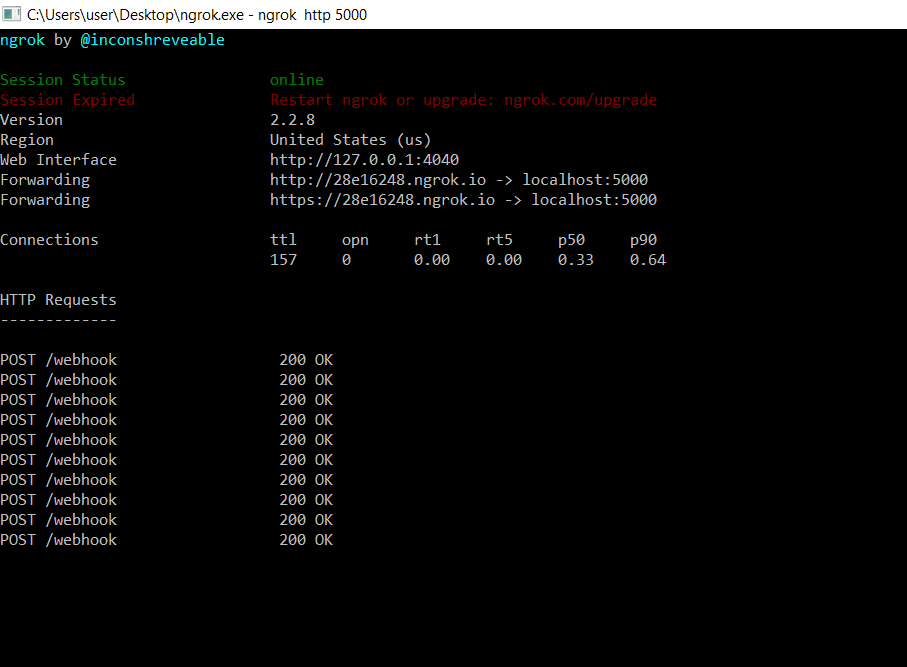 C:\Users\user\Desktop\ngrok.exe - ngrok  http 5000
ngrok by @inconshreveable
Session Status online
Session Expired Restart ngrok or upgrade: ngrok.com/upgrade
Version 2.2.8
Region United States (us)
Web Interface http://127.0.0.1:4040
Forwarding http://28e16248.ngrok.io -> localhost:5000
Forwarding https://28e16248.ngrok.io -> localhost:5000
Connections ttl opn rt1 rt5 p50 p90
157 0 0.00 0.00 0.33 0.64
HTTP Requests
-------------
POST /webhook 200 OK
POST /webhook 200 OK
POST /webhook 200 OK
POST /webhook 200 OK
POST /webhook 200 OK
POST /webhook 200 OK
POST /webhook 200 OK
POST /webhook 200 OK
POST /webhook 200 OK
POST /webhook 200 OK